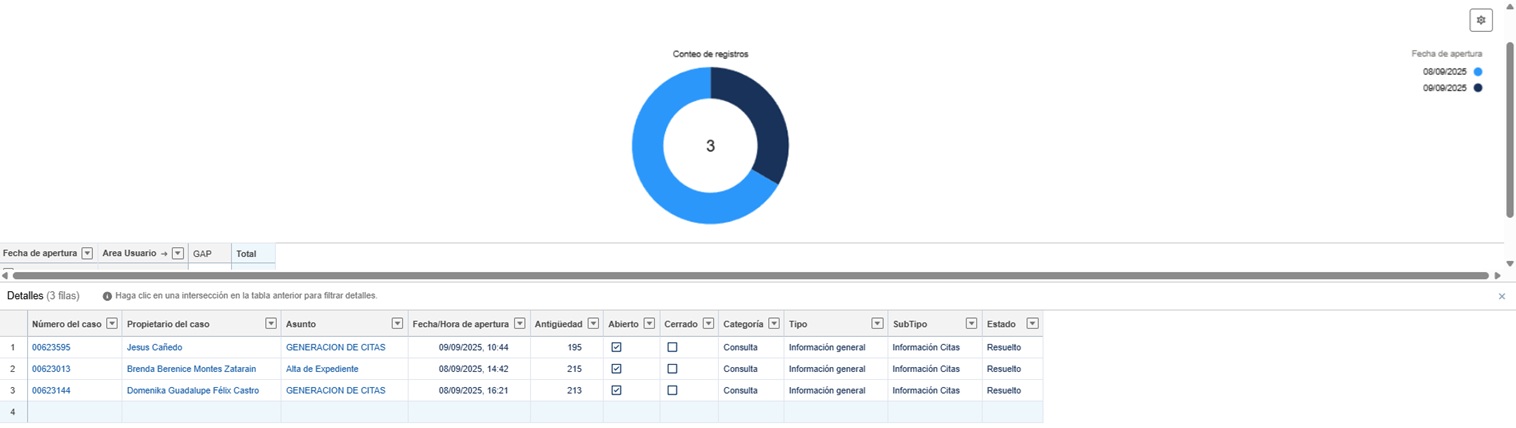 Conteo de registros
Fecha de apertura
08/09/2025
09/09/2025
3
Fecha de apertura Area Usuario → GAP Total
Detalles (3 filas) Haga clic en una intersección en la tabla anterior para filtrar detalles.
Número del caso Propietario del caso Asunto Fecha/Hora de apertura Antigüedad Abierto Cerrado Categoría Tipo SubTipo Estado
1 00623595 Jesus Cañedo GENERACION DE CITAS 09/09/2025, 10:44 195 Consulta Información general Información Citas Resuelto
2 00623013 Brenda Berenice Montes Zatarain Alta de Expediente 08/09/2025, 14:42 215 Consulta Información general Información Citas Resuelto
3 00623144 Domenika Guadalupe Félix Castro GENERACION DE CITAS 08/09/2025, 16:21 213 Consulta Información general Información Citas Resuelto
4